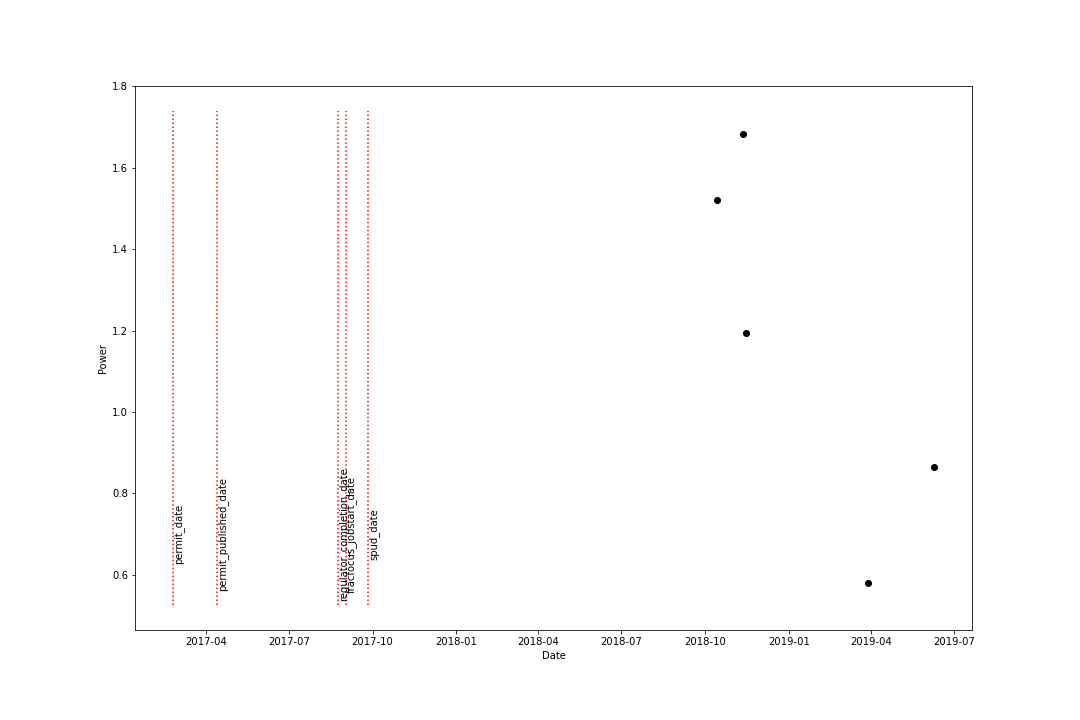 1.8
1.6
1.4
1.2
1.0
0.8
0.6
Power
permit_date
permit_published_date
regulator_completion_date
fracfocus_jobstart_date
spud_date
2017-04 2017-07 2017-10 2018-01 2018-04 2018-07 2018-10 2019-01 2019-04 2019-07
Date